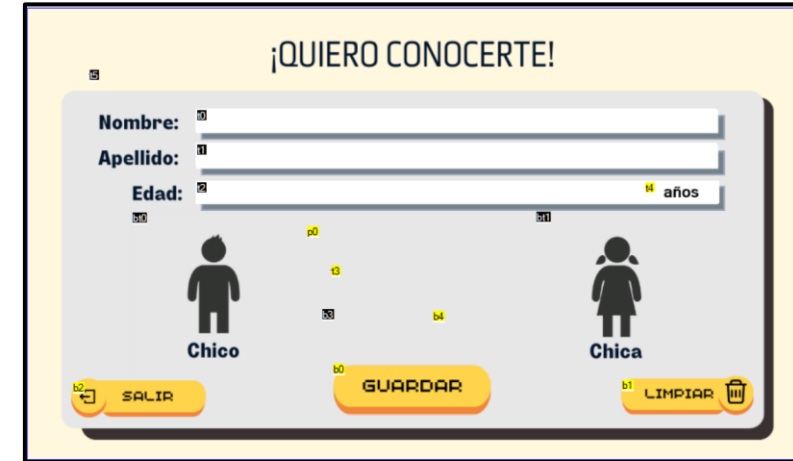 ¡QUIERO CONOCERTE!
t5
Nombre: t0
Apellido: t1
Edad: t2 t4 años
bt0 bt1
p0
t3
b3 b4
Chico Chica
b0
GUARDAR
b2 SALIR b1 LIMPIAR